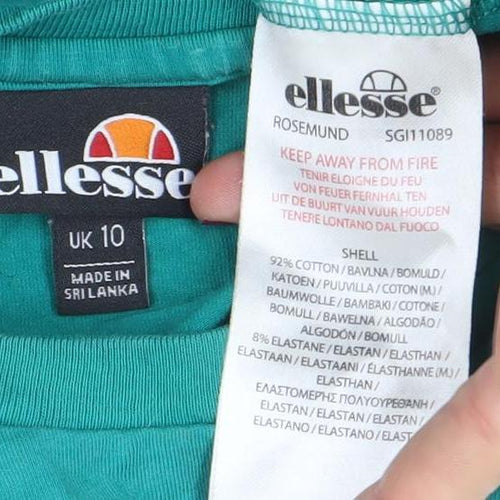 ellesse
UK 10
MADE IN
SRI LANKA
ellesse®
ROSEMUND SGI11089
KEEP AWAY FROM FIRE
TENIR ELOIGNE DU FEU
VON FEUER FERNHAL TEN
UIT DE BUURT VAN VUUR HOUDEN
TENERE LONTANO DAL FUOCO
SHELL
92% COTTON / BAVLNA / BOMULD /
KATOEN / PUUVILLA / COTON (M.) /
BAUMWOLLE / ΒΑΜΒΑΚΙ / COTONE /
BOMULL / BAWEŁNA / ALGODÃO /
ALGODÓN / BOMULL
8% ELASTANE / ELASTAN / ELASTHAN /
ELASTAAN / ELASTAANI / ÉLASTHANNE (M.) /
ELASTHAN /
ΕΛΑΣΤΟΜΕΡΗΣ ΠΟΛΥΟΥΡΕΘΑΝΗ /
ELASTAN / ELASTAN / ELASTAN /
ELASTANO / ELASTANO / ELAST